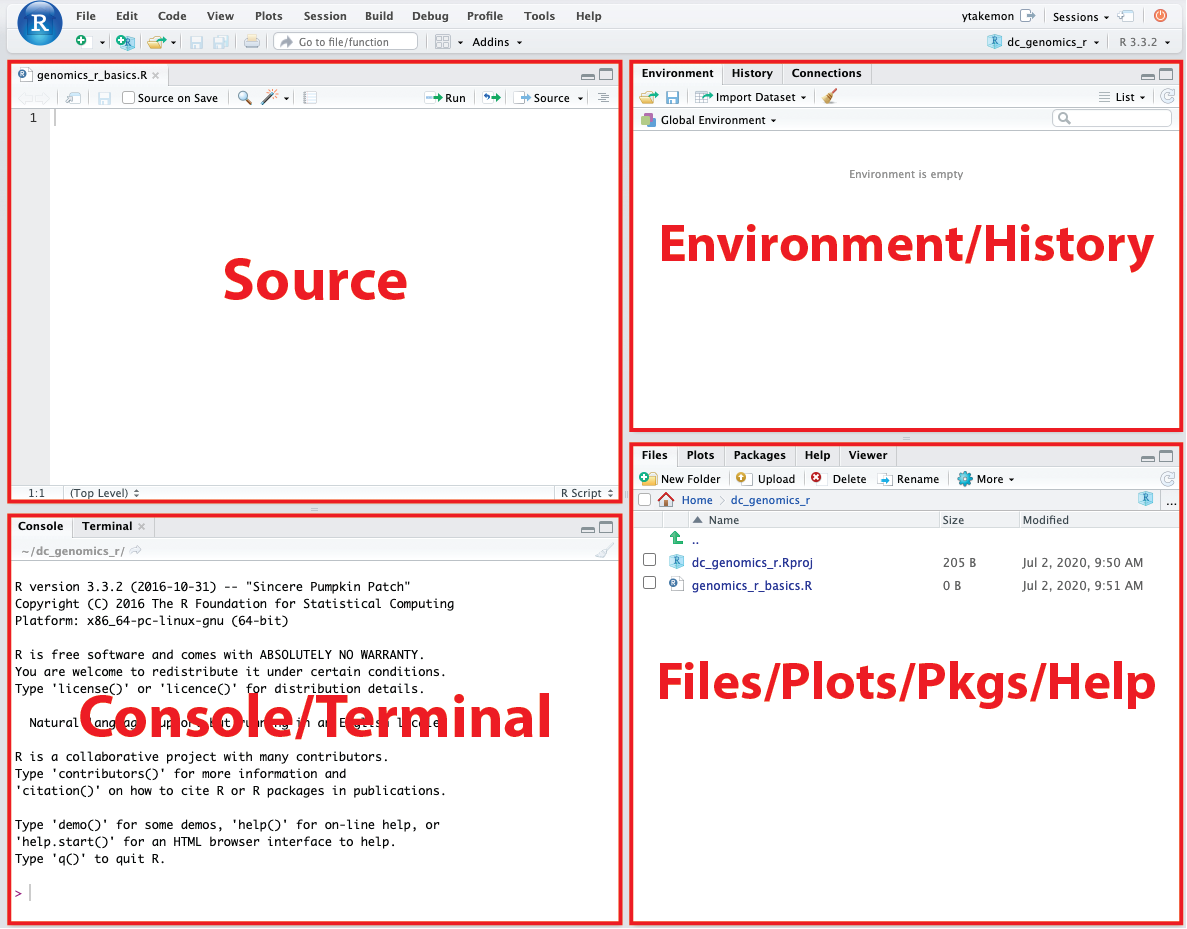 R
File Edit Code View Plots Session Build Debug Profile Tools Help
ytakemon Sessions
Go to file/function Addins
dc_genomics_r R 3.3.2
genomics_r_basics.R
Source on Save Run Source
1
Source
1:1 (Top Level) R Script
Console Terminal
~/dc_genomics_r/
R version 3.3.2 (2016-10-31) -- "Sincere Pumpkin Patch"
Copyright (C) 2016 The R Foundation for Statistical Computing
Platform: x86_64-pc-linux-gnu (64-bit)
R is free software and comes with ABSOLUTELY NO WARRANTY.
You are welcome to redistribute it under certain conditions.
Type 'license()' or 'licence()' for distribution details.
Console/Terminal
Natural language support but running in an English locale
R is a collaborative project with many contributors.
Type 'contributors()' for more information and
'citation()' on how to cite R or R packages in publications.
Type 'demo()' for some demos, 'help()' for on-line help, or
'help.start()' for an HTML browser interface to help.
Type 'q()' to quit R.
>
Environment History Connections
Import Dataset List
Global Environment
Environment is empty
Environment/History
Files Plots Packages Help Viewer
New Folder Upload Delete Rename More
Home dc_genomics_r ...
Name Size Modified
..
dc_genomics_r.Rproj 205 B Jul 2, 2020, 9:50 AM
genomics_r_basics.R 0 B Jul 2, 2020, 9:51 AM
Files/Plots/Pkgs/Help